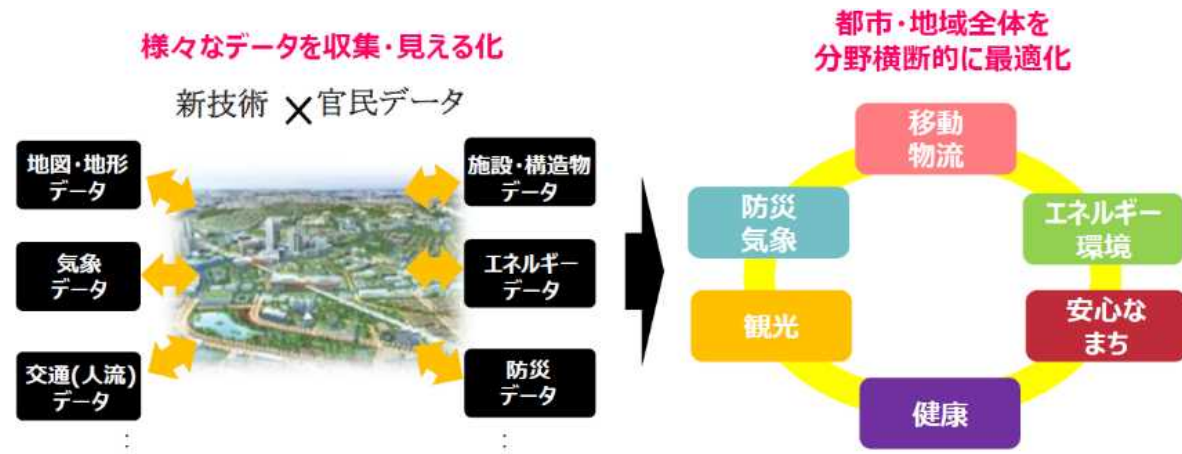 様々なデータを収集・見える化
新技術×官民データ
地図・地形
データ
気象
データ
交通(人流)
データ
:
施設・構造物
データ
エネルギー
データ
防災
データ
:
都市・地域全体を
分野横断的に最適化
移動
物流
防災
気象
エネルギー
環境
観光
安心な
まち
健康